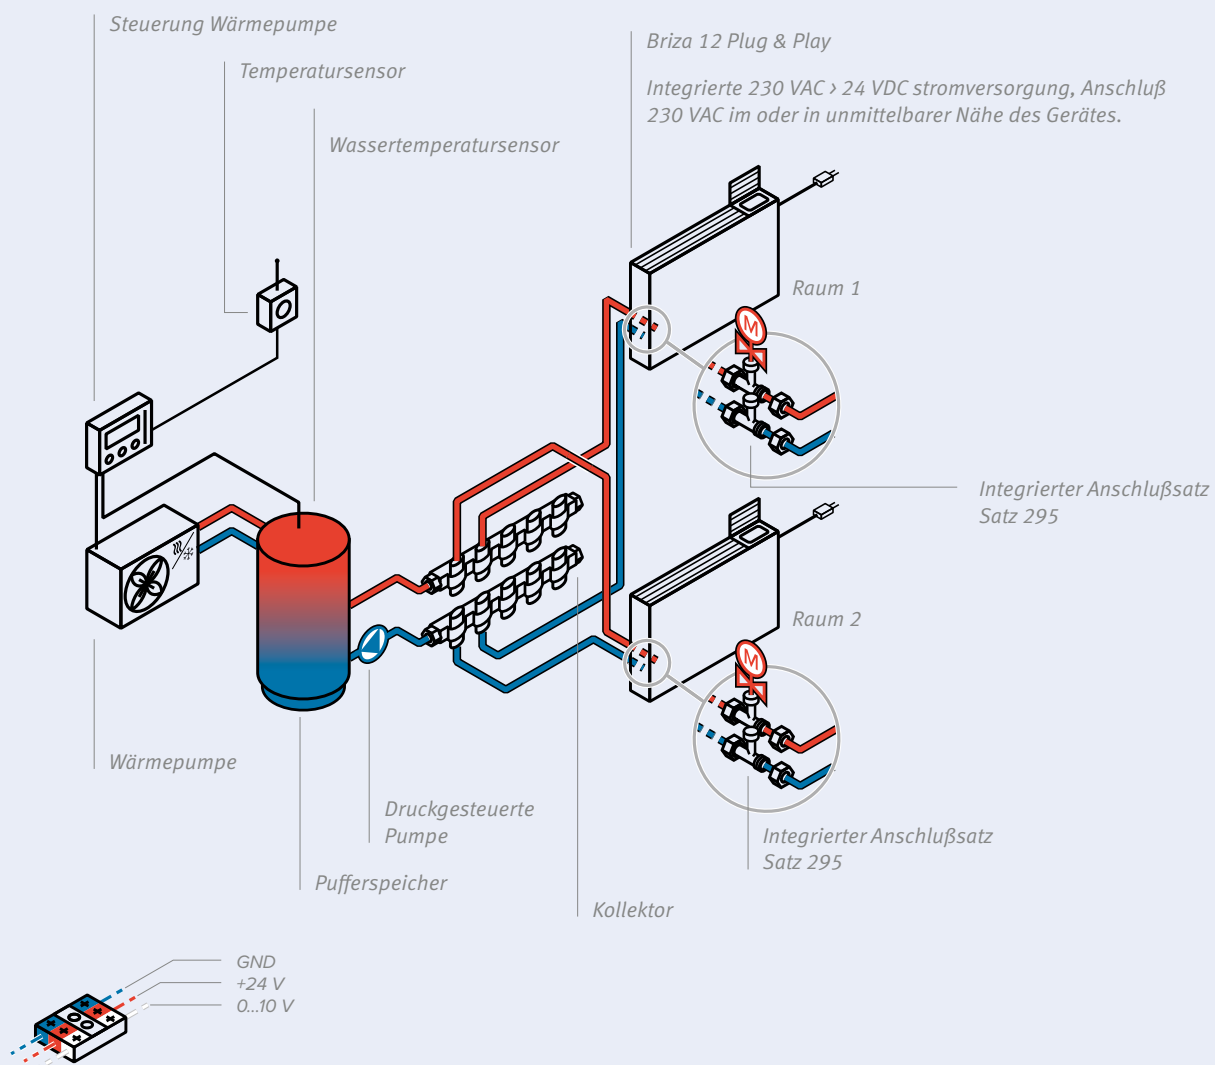 Steuerung Wärmepumpe
Temperatursensor
Wassertemperatursensor
Briza 12 Plug & Play
Integrierte 230 VAC › 24 VDC stromversorgung, Anschluß
230 VAC im oder in unmittelbarer Nähe des Gerätes.
Raum 1
M
Integrierter Anschlußsatz
Satz 295
Raum 2
M
Integrierter Anschlußsatz
Satz 295
Wärmepumpe
Druckgesteuerte
Pumpe
Pufferspeicher
Kollektor
GND
+24 V
0...10 V